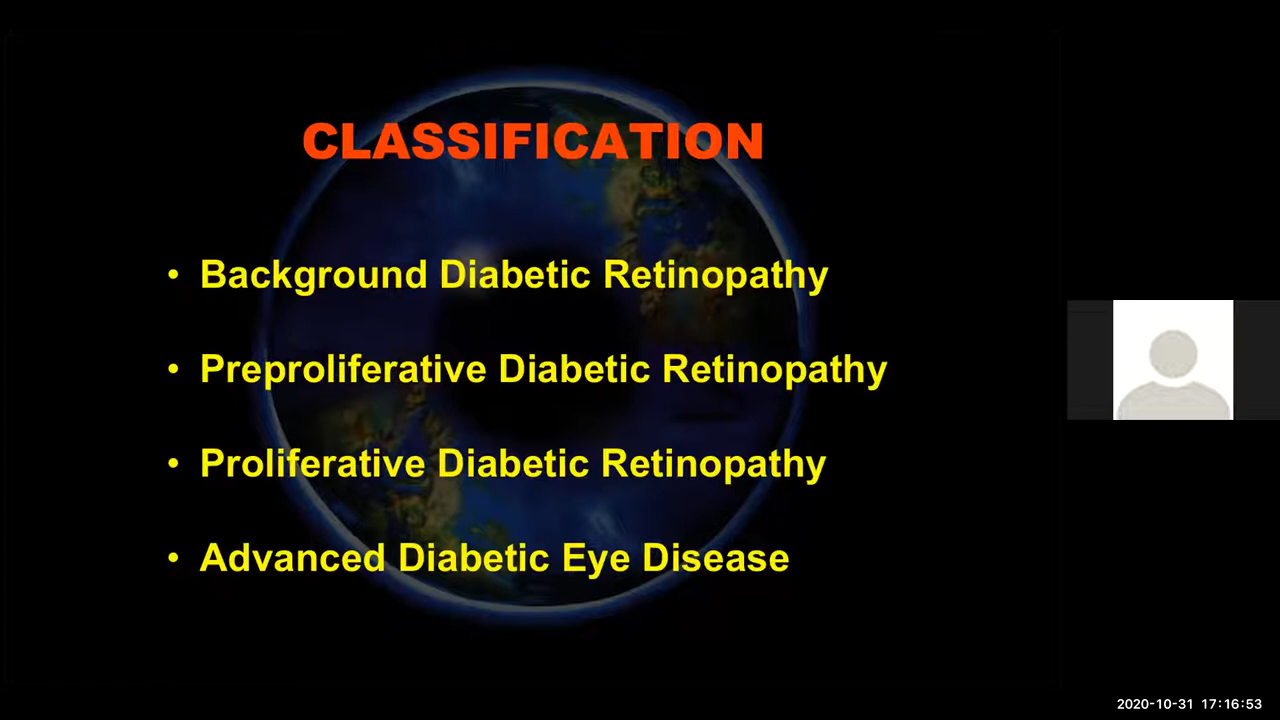 CLASSIFICATION
• Background Diabetic Retinopathy
• Preproliferative Diabetic Retinopathy
• Proliferative Diabetic Retinopathy
• Advanced Diabetic Eye Disease
2020-10-31 17:16:53